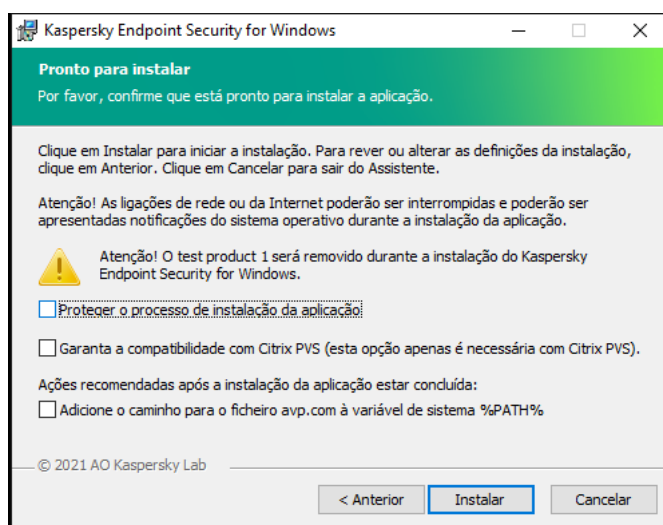 Kaspersky Endpoint Security for Windows
Pronto para instalar
Por favor, confirme que está pronto para instalar a aplicação.
Clique em Instalar para iniciar a instalação. Para rever ou alterar as definições da instalação,
clique em Anterior. Clique em Cancelar para sair do Assistente.
Atenção! As ligações de rede ou da Internet poderão ser interrompidas e poderão ser
apresentadas notificações do sistema operativo durante a instalação da aplicação.
Atenção! O test product 1 será removido durante a instalação do Kaspersky
Endpoint Security for Windows.
Proteger o processo de instalação da aplicação
Garanta a compatibilidade com Citrix PVS (esta opção apenas é necessária com Citrix PVS).
Ações recomendadas após a instalação da aplicação estar concluída:
Adicione o caminho para o ficheiro avp.com à variável de sistema %PATH%
© 2021 AO Kaspersky Lab
< Anterior
Instalar
Cancelar